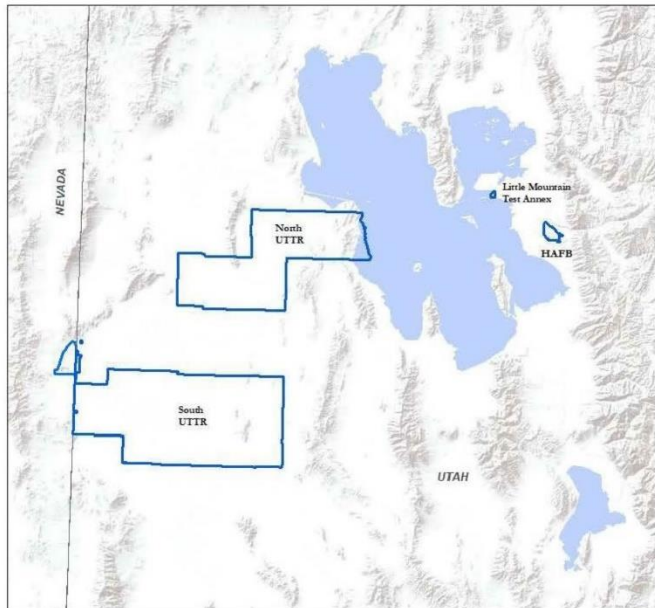 NEVADA
North
UTTR
Little Mountain
Test Annex
HAFB
South
UTTR
UTAH